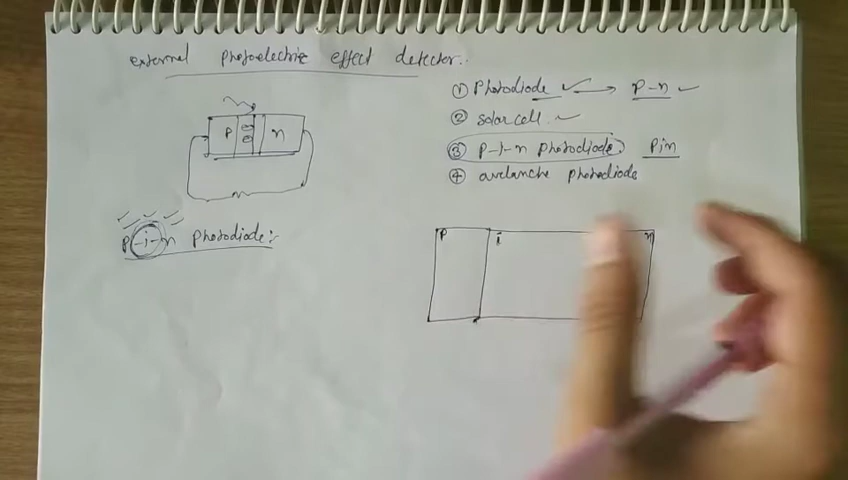 external photoelectric effect detector:.
① Photodiode → p-n
② solar cell.
③ p-i-n photodiode. pin
④ avalanche photodiode
p n
p-i-n photodiode:-
p i n